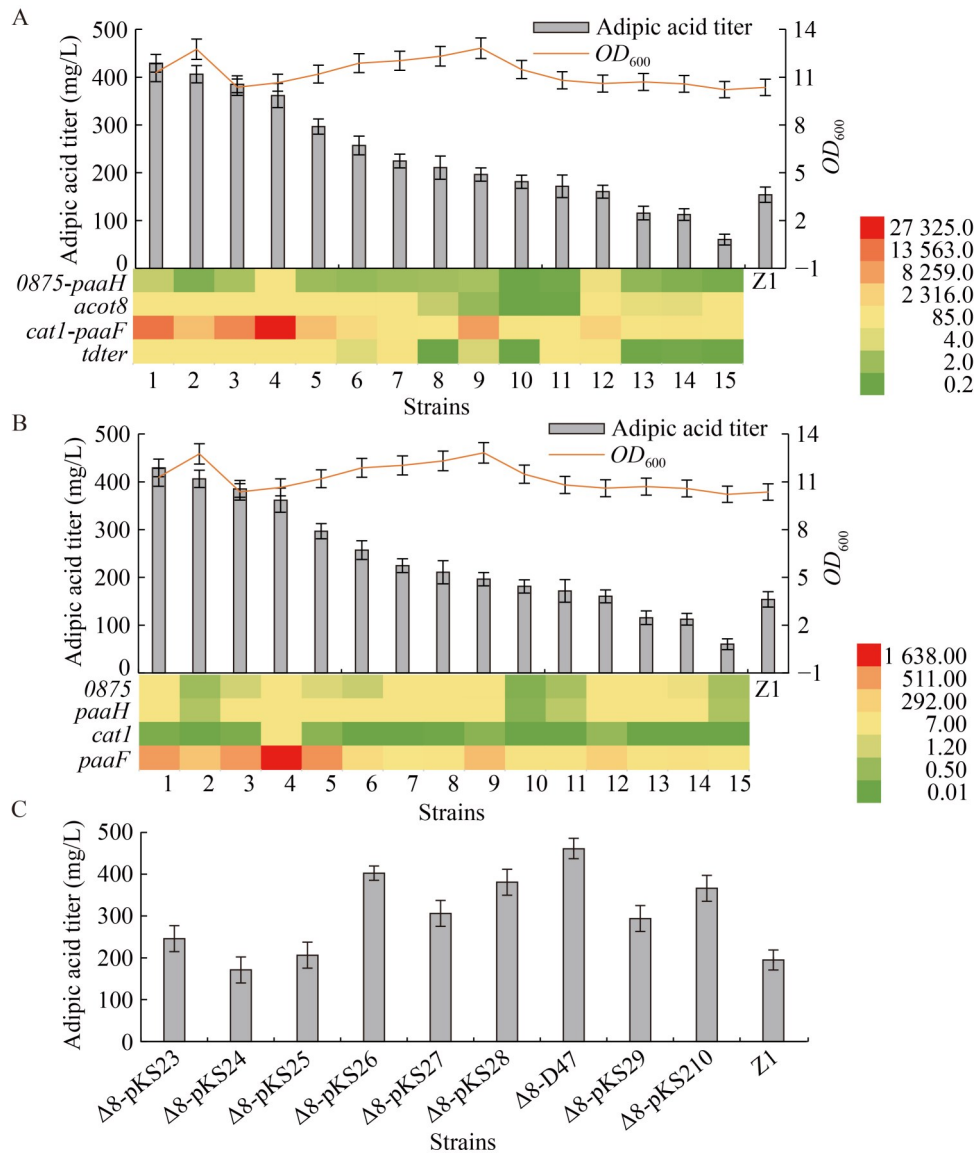 A
Adipic acid titer (mg/L)
500
400
300
200
100
0
Adipic acid titer
OD600
14
11
8
5
2
−1
OD600
0875-paaH
acot8
cat1-paaF
tdter
Z1
1 2 3 4 5 6 7 8 9 10 11 12 13 14 15
Strains
27 325.0
13 563.0
8 259.0
2 316.0
85.0
4.0
2.0
0.2
B
Adipic acid titer (mg/L)
500
400
300
200
100
0
Adipic acid titer
OD600
14
11
8
5
2
−1
OD600
0875
paaH
cat1
paaF
Z1
1 2 3 4 5 6 7 8 9 10 11 12 13 14 15
Strains
1 638.00
511.00
292.00
7.00
1.20
0.50
0.01
C
Adipic acid titer (mg/L)
500
400
300
200
100
0
Δ8-pKS23
Δ8-pKS24
Δ8-pKS25
Δ8-pKS26
Δ8-pKS27
Δ8-pKS28
Δ8-D47
Δ8-pKS29
Δ8-pKS210
Z1
Strains